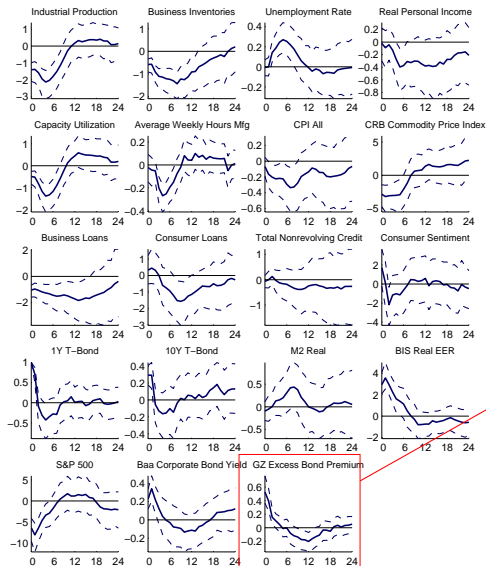 Industrial Production Business Inventories Unemployment Rate Real Personal Income
1 0 −1 −2 −3 0 6 12 18 24
1 0 −1 −2 0 6 12 18 24
0.4 0.2 0 −0.2 0 6 12 18 24
0.2 0 −0.2 −0.4 −0.6 −0.8 0 6 12 18 24
Capacity Utilization Average Weekly Hours Mfg CPI All CRB Commodity Price Index
1 0 −1 −2 0 6 12 18 24
0.2 0 −0.2 −0.4 0 6 12 18 24
0.2 0 −0.2 −0.4 −0.6 0 6 12 18 24
5 0 −5 0 6 12 18 24
Business Loans Consumer Loans Total Nonrevolving Credit Consumer Sentiment
2 0 −2 0 6 12 18 24
1 0 −1 −2 −3 0 6 12 18 24
1 0 −1 0 6 12 18 24
2 0 −2 −4 0 6 12 18 24
1Y T−Bond 10Y T−Bond M2 Real BIS Real EER
1 0.5 0 −0.5 0 6 12 18 24
0.4 0.2 0 −0.2 −0.4 0 6 12 18 24
0.5 0 −0.5 0 6 12 18 24
4 2 0 −2 0 6 12 18 24
S&P 500 Baa Corporate Bond Yield GZ Excess Bond Premium
5 0 −5 −10 0 6 12 18 24
0.4 0.2 0 −0.2 0 6 12 18 24
0.6 0.4 0.2 0 −0.2 0 6 12 18 24